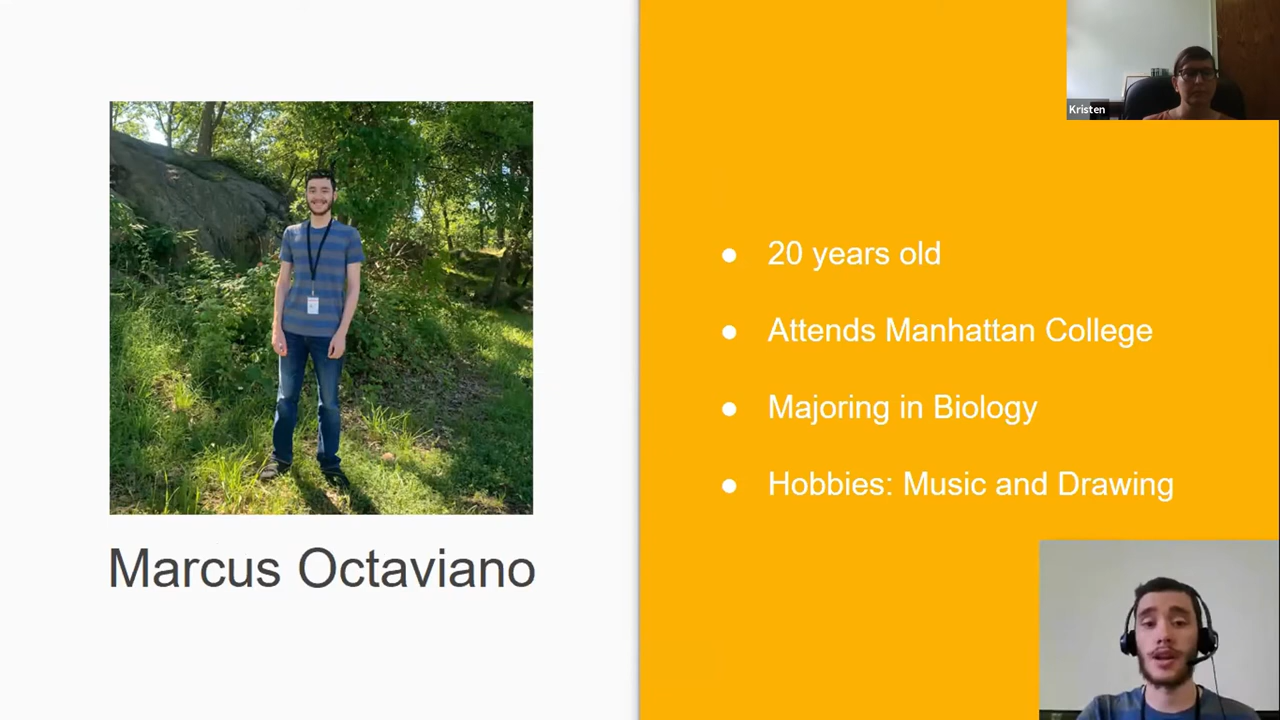 Kristen
20 years old
Attends Manhattan College
Majoring in Biology
Hobbies: Music and Drawing
Marcus Octaviano